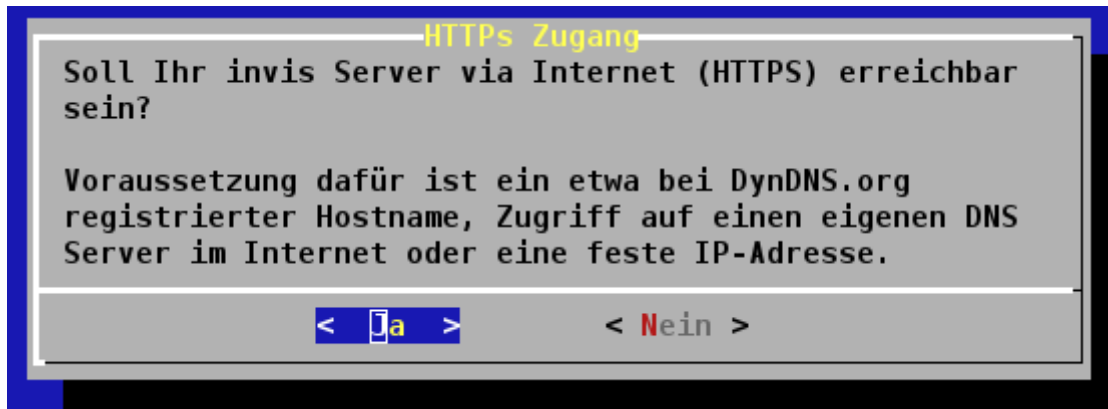 HTTPs Zugang
Soll Ihr invis Server via Internet (HTTPS) erreichbar
sein?
Voraussetzung dafür ist ein etwa bei DynDNS.org
registrierter Hostname, Zugriff auf einen eigenen DNS
Server im Internet oder eine feste IP-Adresse.
< Ja > < Nein >